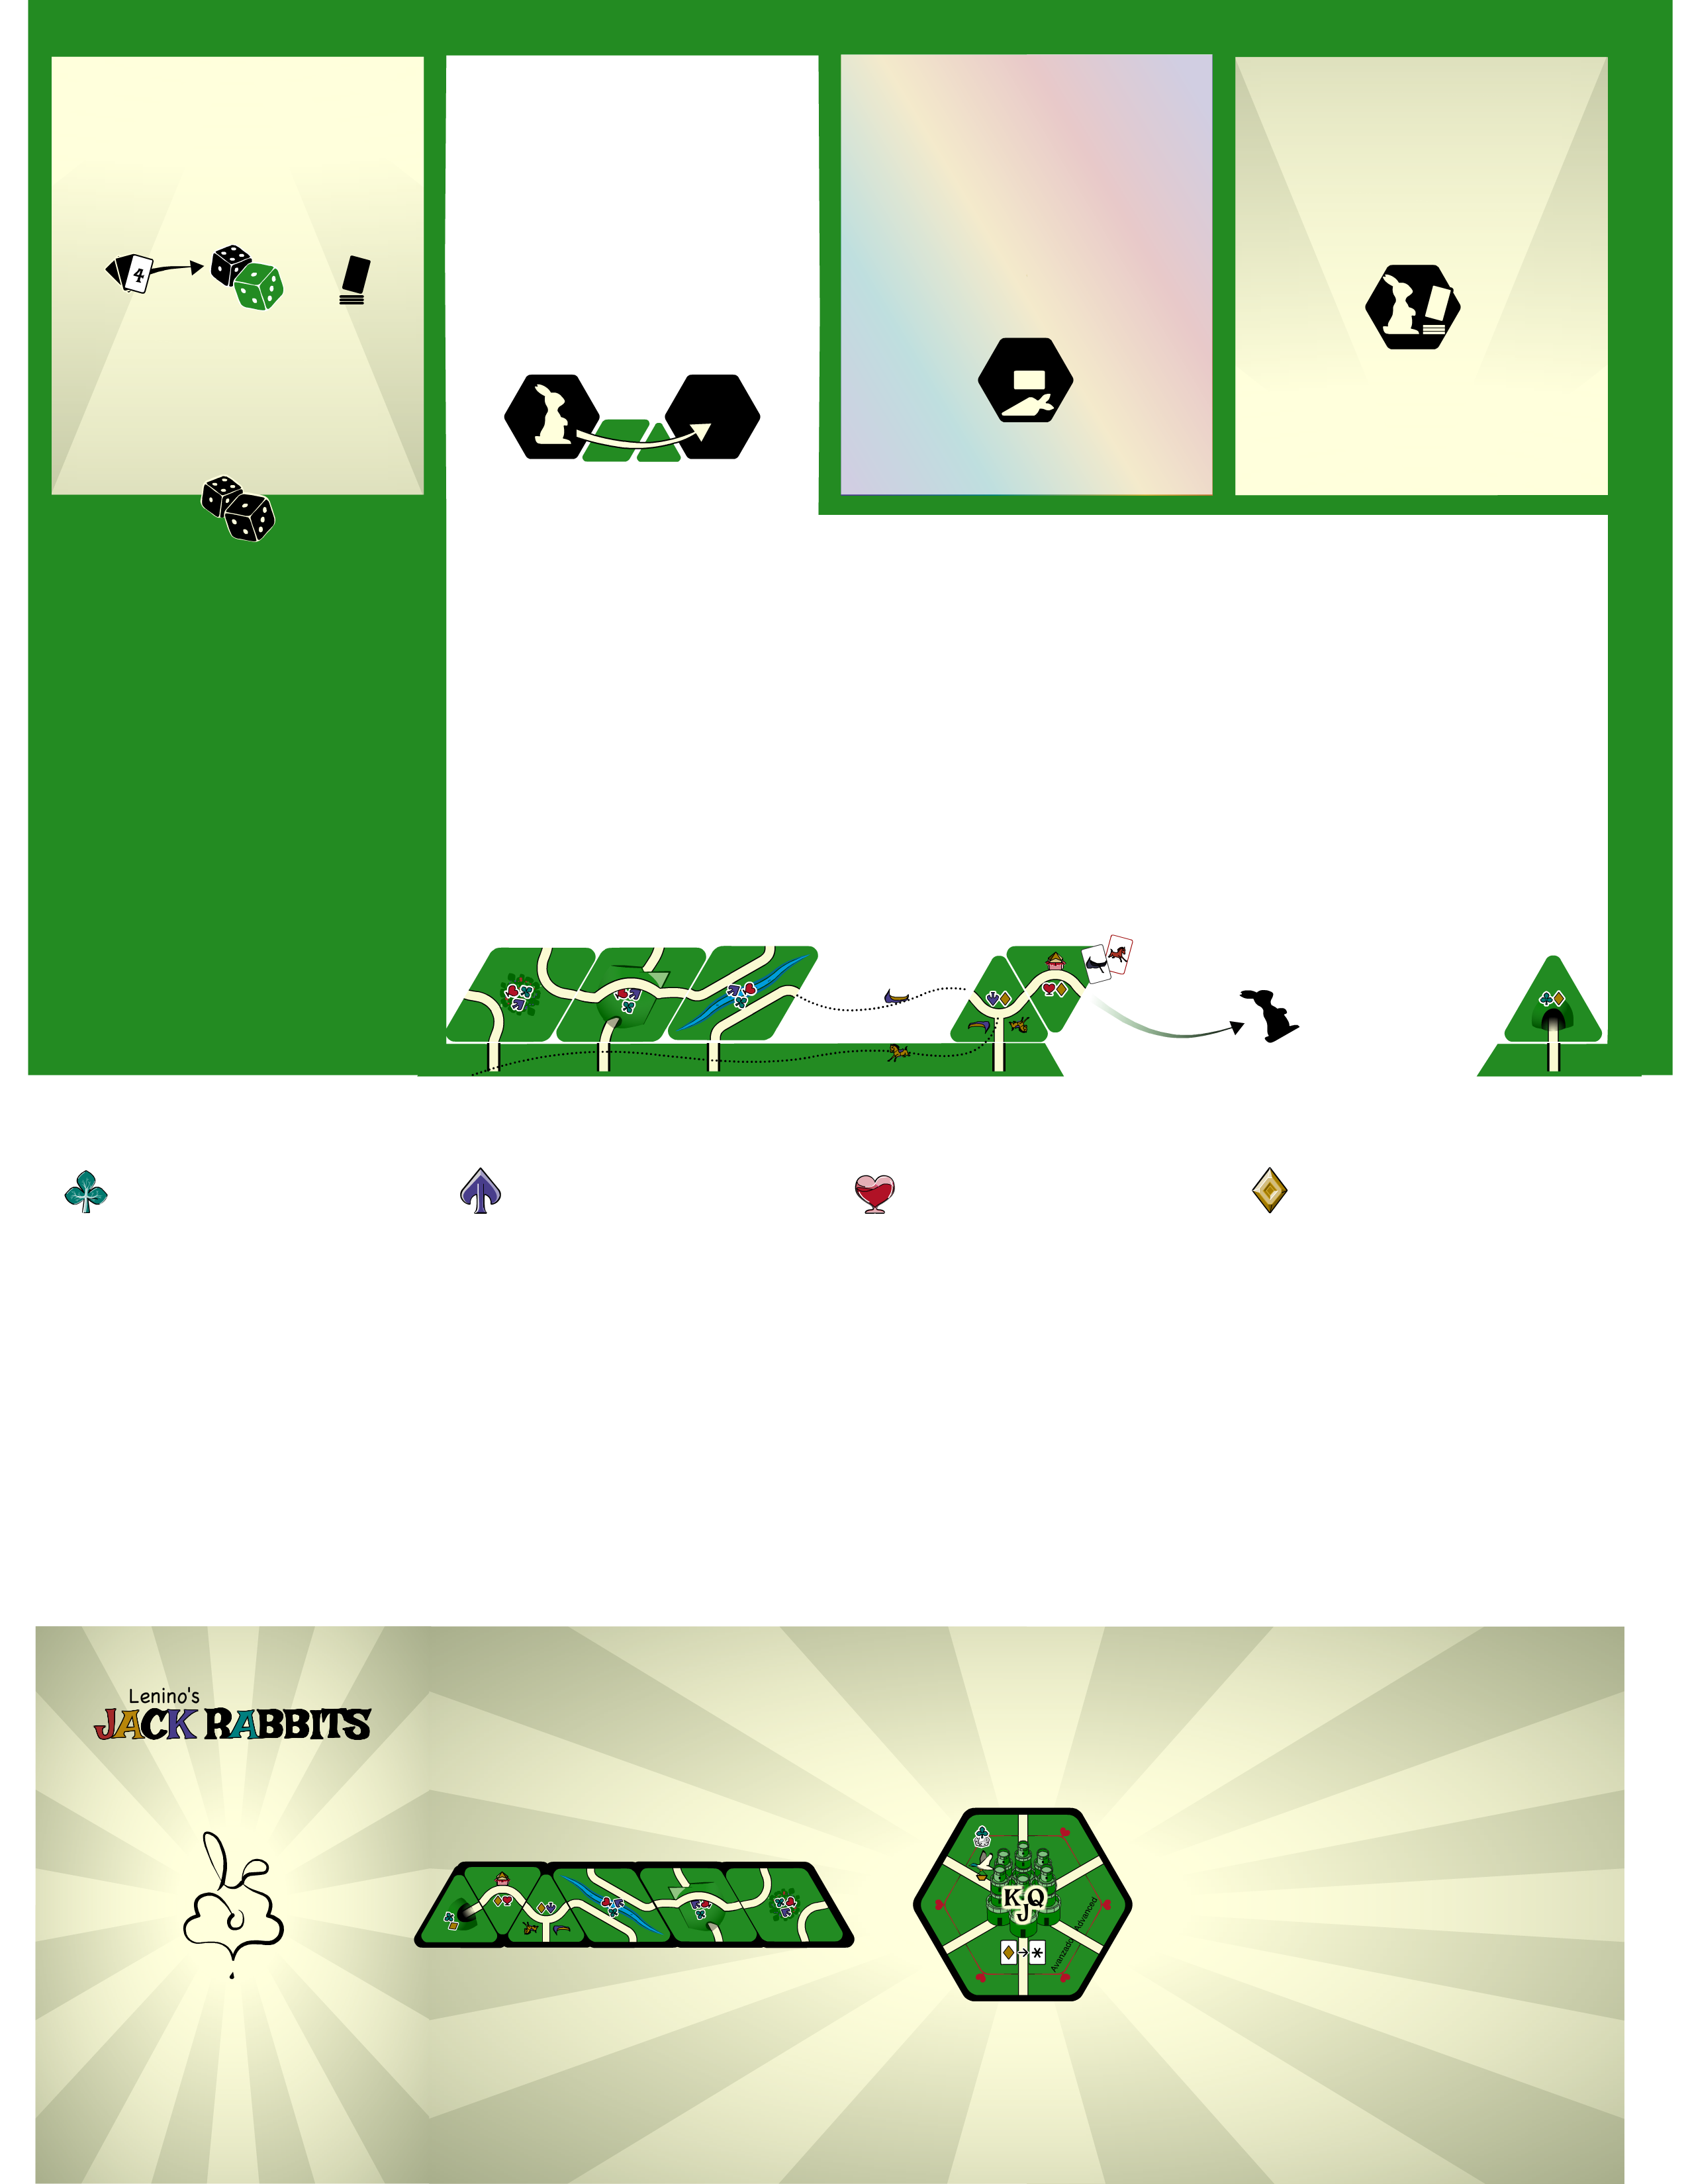 4
Lenino's
JACK RABBITS
K Q
J
Avanzado Advanced
*